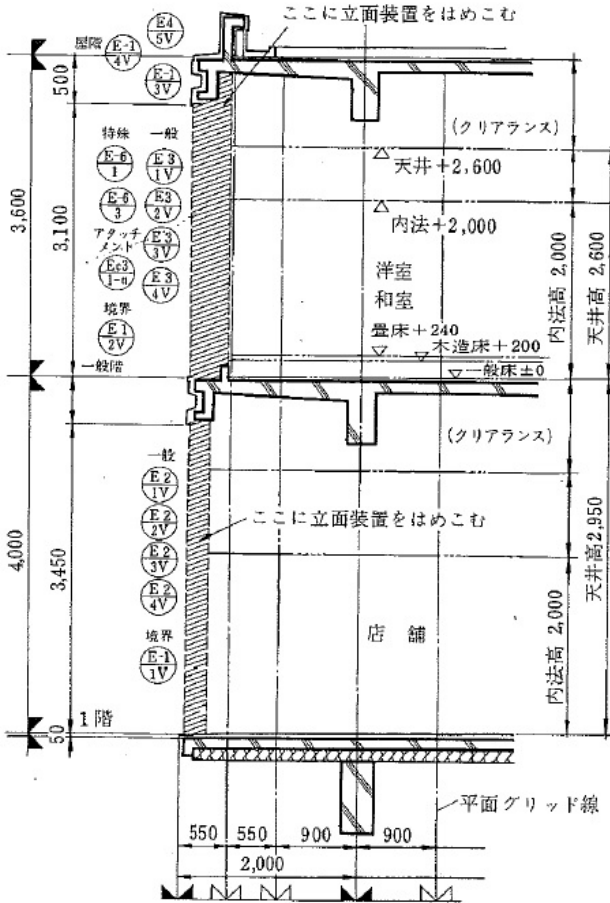 ここに立面装置をはめこむ
E4
5V
屋階
E-1
4V
E-1
3V
500
3,600
3,100
特殊 一般
E-6
1
E3
1V
E-6
3
E3
2V
アタッチメント
E3
3V
Ec3
1-n
E3
4V
境界
E1
2V
一般階
(クリアランス)
天井+2,600
内法+2,000
洋室
和室
畳床+240
木造床+200
一般床±0
内法高 2,000
天井高 2,600
(クリアランス)
一般
E2
1V
E2
2V
E2
3V
E2
4V
ここに立面装置をはめこむ
境界
E-1
1V
4,000
3,450
店舗
内法高 2,000
天井高2,950
1階
50
平面グリッド線
550 550 900 900
2,000